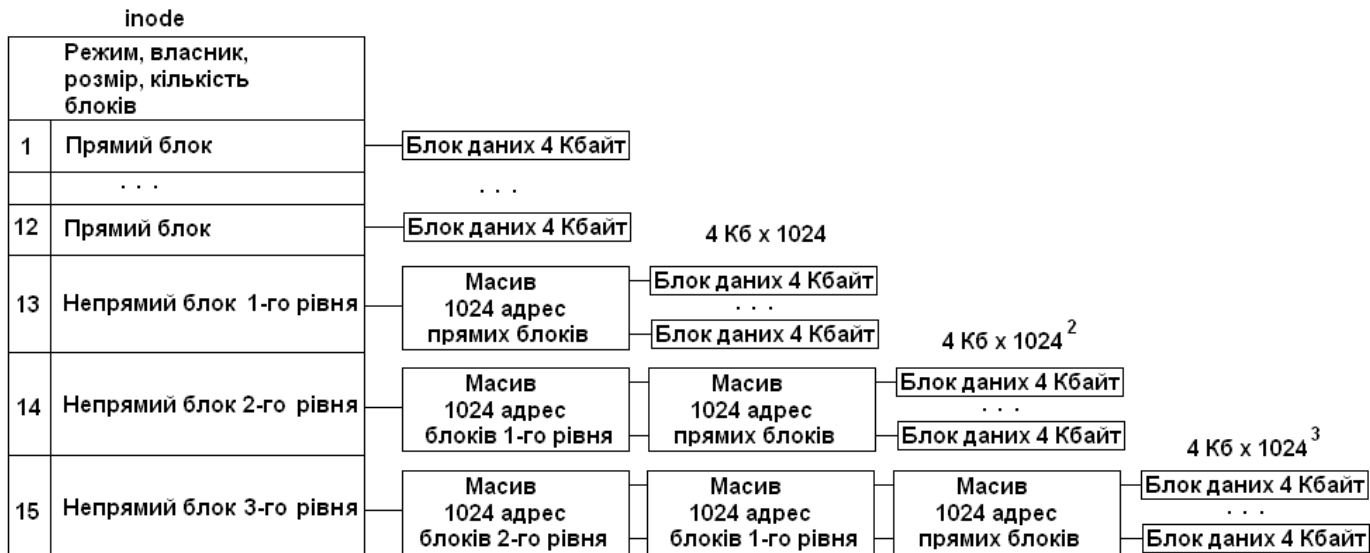 inode
Режим, власник,
розмір, кількість
блоків
1 Прямий блок Блок даних 4 Кбайт
. . . . . .
12 Прямий блок Блок даних 4 Кбайт
4 Кб x 1024
13 Непрямий блок 1-го рівня
Масив
1024 адрес
прямих блоків
Блок даних 4 Кбайт
. . .
Блок даних 4 Кбайт
4 Кб x 1024²
14 Непрямий блок 2-го рівня
Масив
1024 адрес
блоків 1-го рівня
Масив
1024 адрес
прямих блоків
Блок даних 4 Кбайт
. . .
Блок даних 4 Кбайт
4 Кб x 1024³
15 Непрямий блок 3-го рівня
Масив
1024 адрес
блоків 2-го рівня
Масив
1024 адрес
блоків 1-го рівня
Масив
1024 адрес
прямих блоків
Блок даних 4 Кбайт
. . .
Блок даних 4 Кбайт